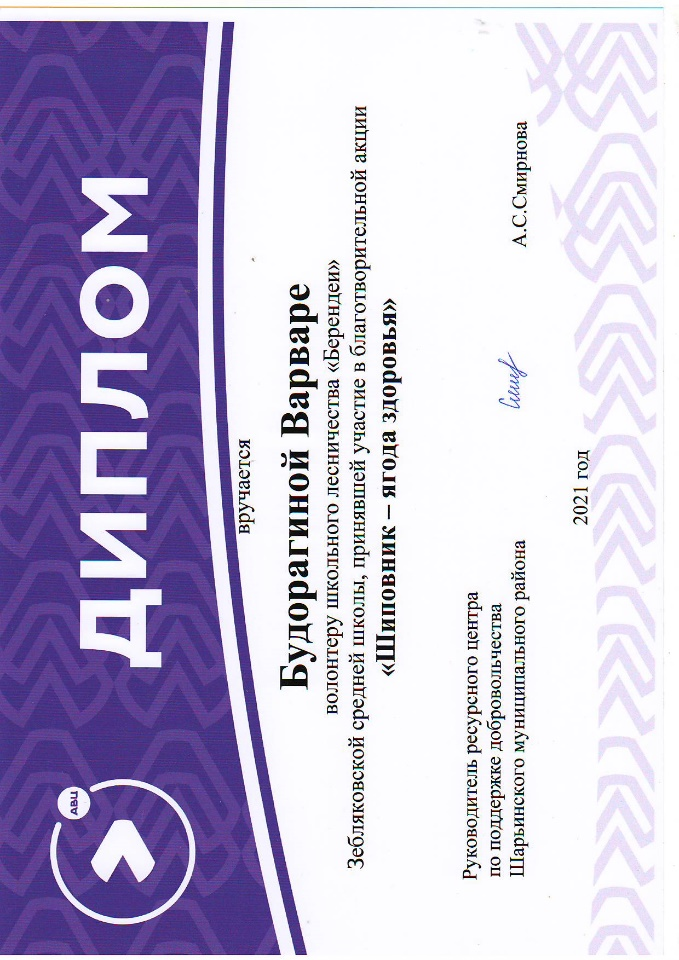 АВЦ
ДИПЛОМ
вручается
Будорагиной Варваре
волонтеру школьного лесничества «Берендеи»
Зебляковской средней школы, принявшей участие в благотворительной акции
«Шиповник – ягода здоровья»
Руководитель ресурсного центра
по поддержке добровольчества
Шарьинского муниципального района
А.С.Смирнова
2021 год